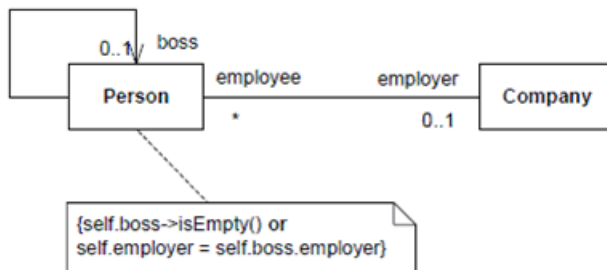 0..1 boss
Person
employee
*
employer
0..1
Company
{self.boss->isEmpty() or
self.employer = self.boss.employer}